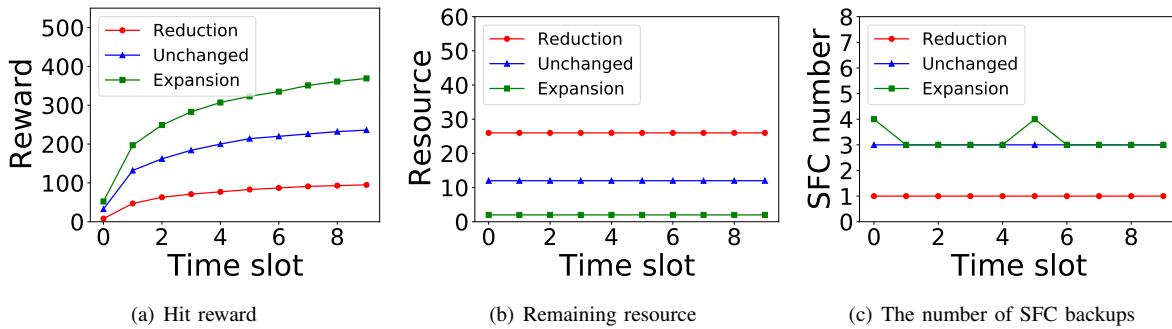 500
400
300
200
100
0
Reward
Reduction
Unchanged
Expansion
0 2 4 6 8
Time slot
(a) Hit reward
60
50
40
30
20
10
0
Resource
Reduction
Unchanged
Expansion
0 2 4 6 8
Time slot
(b) Remaining resource
8
7
6
5
4
3
2
1
0
SFC number
Reduction
Unchanged
Expansion
0 2 4 6 8
Time slot
(c) The number of SFC backups